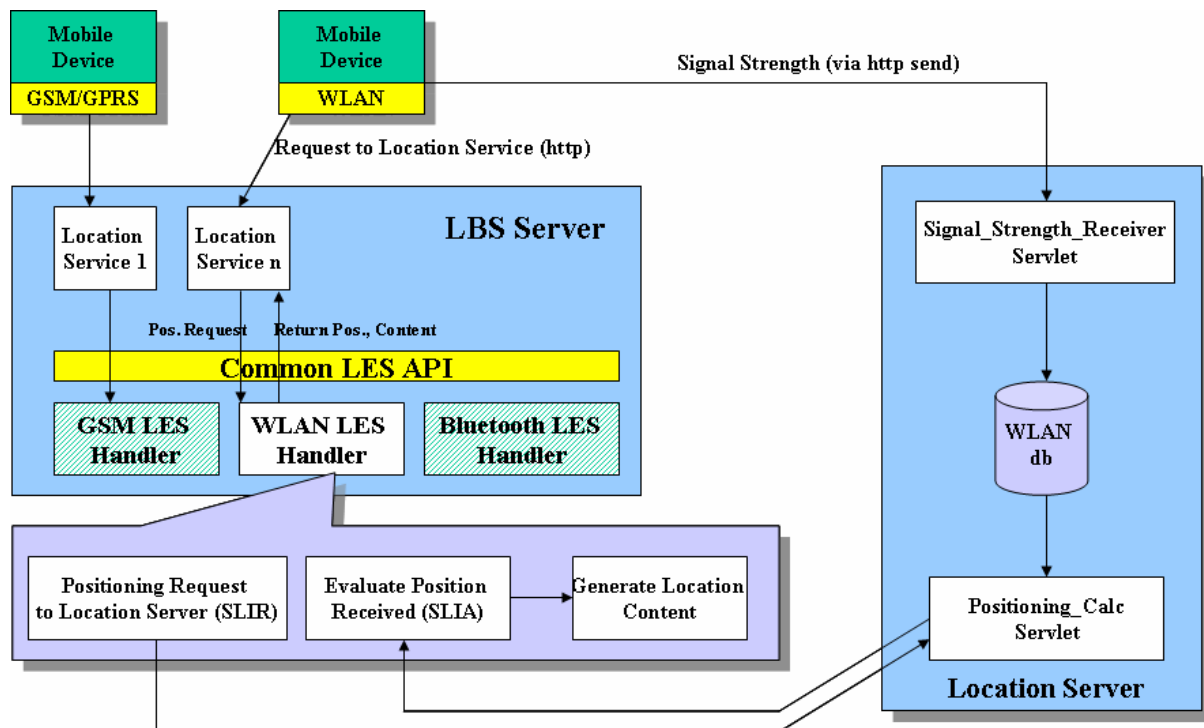 Mobile
Device
GSM/GPRS
Mobile
Device
WLAN
Signal Strength (via http send)
Request to Location Service (http)
LBS Server
Location
Service 1
Location
Service n
Pos. Request
Return Pos., Content
Common LES API
GSM LES
Handler
WLAN LES
Handler
Bluetooth LES
Handler
Positioning Request
to Location Server (SLIR)
Evaluate Position
Received (SLIA)
Generate Location
Content
Signal_Strength_Receiver
Servlet
WLAN
db
Positioning_Calc
Servlet
Location Server